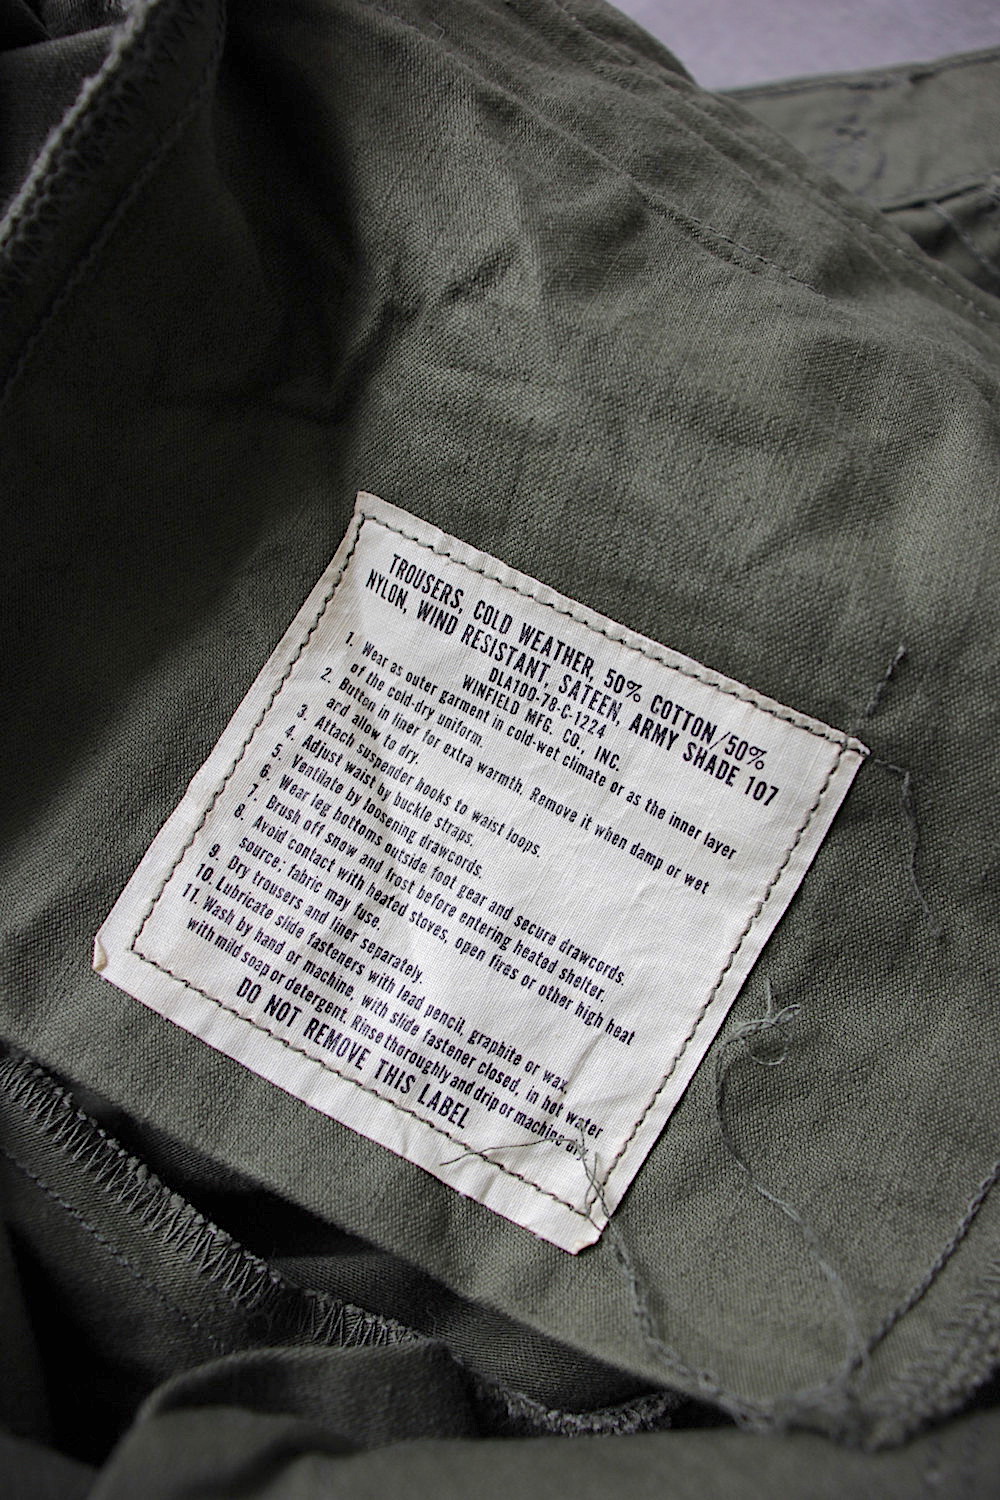 TROUSERS, COLD WEATHER, 50% COTTON/50%
NYLON, WIND RESISTANT, SATEEN, ARMY SHADE 107
DLA100-78-C-1224
WINFIELD MFG. CO., INC.
1. Wear as outer garment in cold-wet climate or as the inner layer
of the cold-dry uniform.
2. Button in liner for extra warmth. Remove it when damp or wet
and allow to dry.
3. Attach suspender hooks to waist loops.
4. Adjust waist by buckle straps.
5. Ventilate by loosening drawcords.
6. Wear leg bottoms outside foot gear and secure drawcords.
7. Brush off snow and frost before entering heated shelter.
8. Avoid contact with heated stoves, open fires or other high heat
source; fabric may fuse.
9. Dry trousers and liner separately.
10. Lubricate slide fasteners with lead pencil, graphite or wax.
11. Wash by hand or machine, with slide fastener closed, in hot water
with mild soap or detergent. Rinse thoroughly and drip or machine dry.
DO NOT REMOVE THIS LABEL